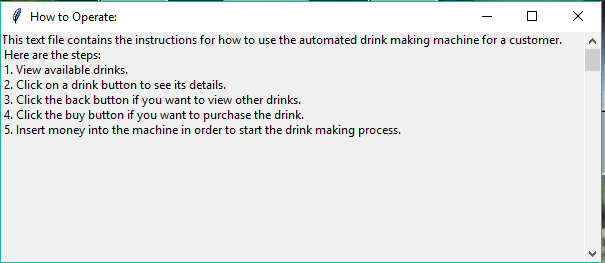 How to Operate:
This text file contains the instructions for how to use the automated drink making machine for a customer.
Here are the steps:
1. View available drinks.
2. Click on a drink button to see its details.
3. Click the back button if you want to view other drinks.
4. Click the buy button if you want to purchase the drink.
5. Insert money into the machine in order to start the drink making process.